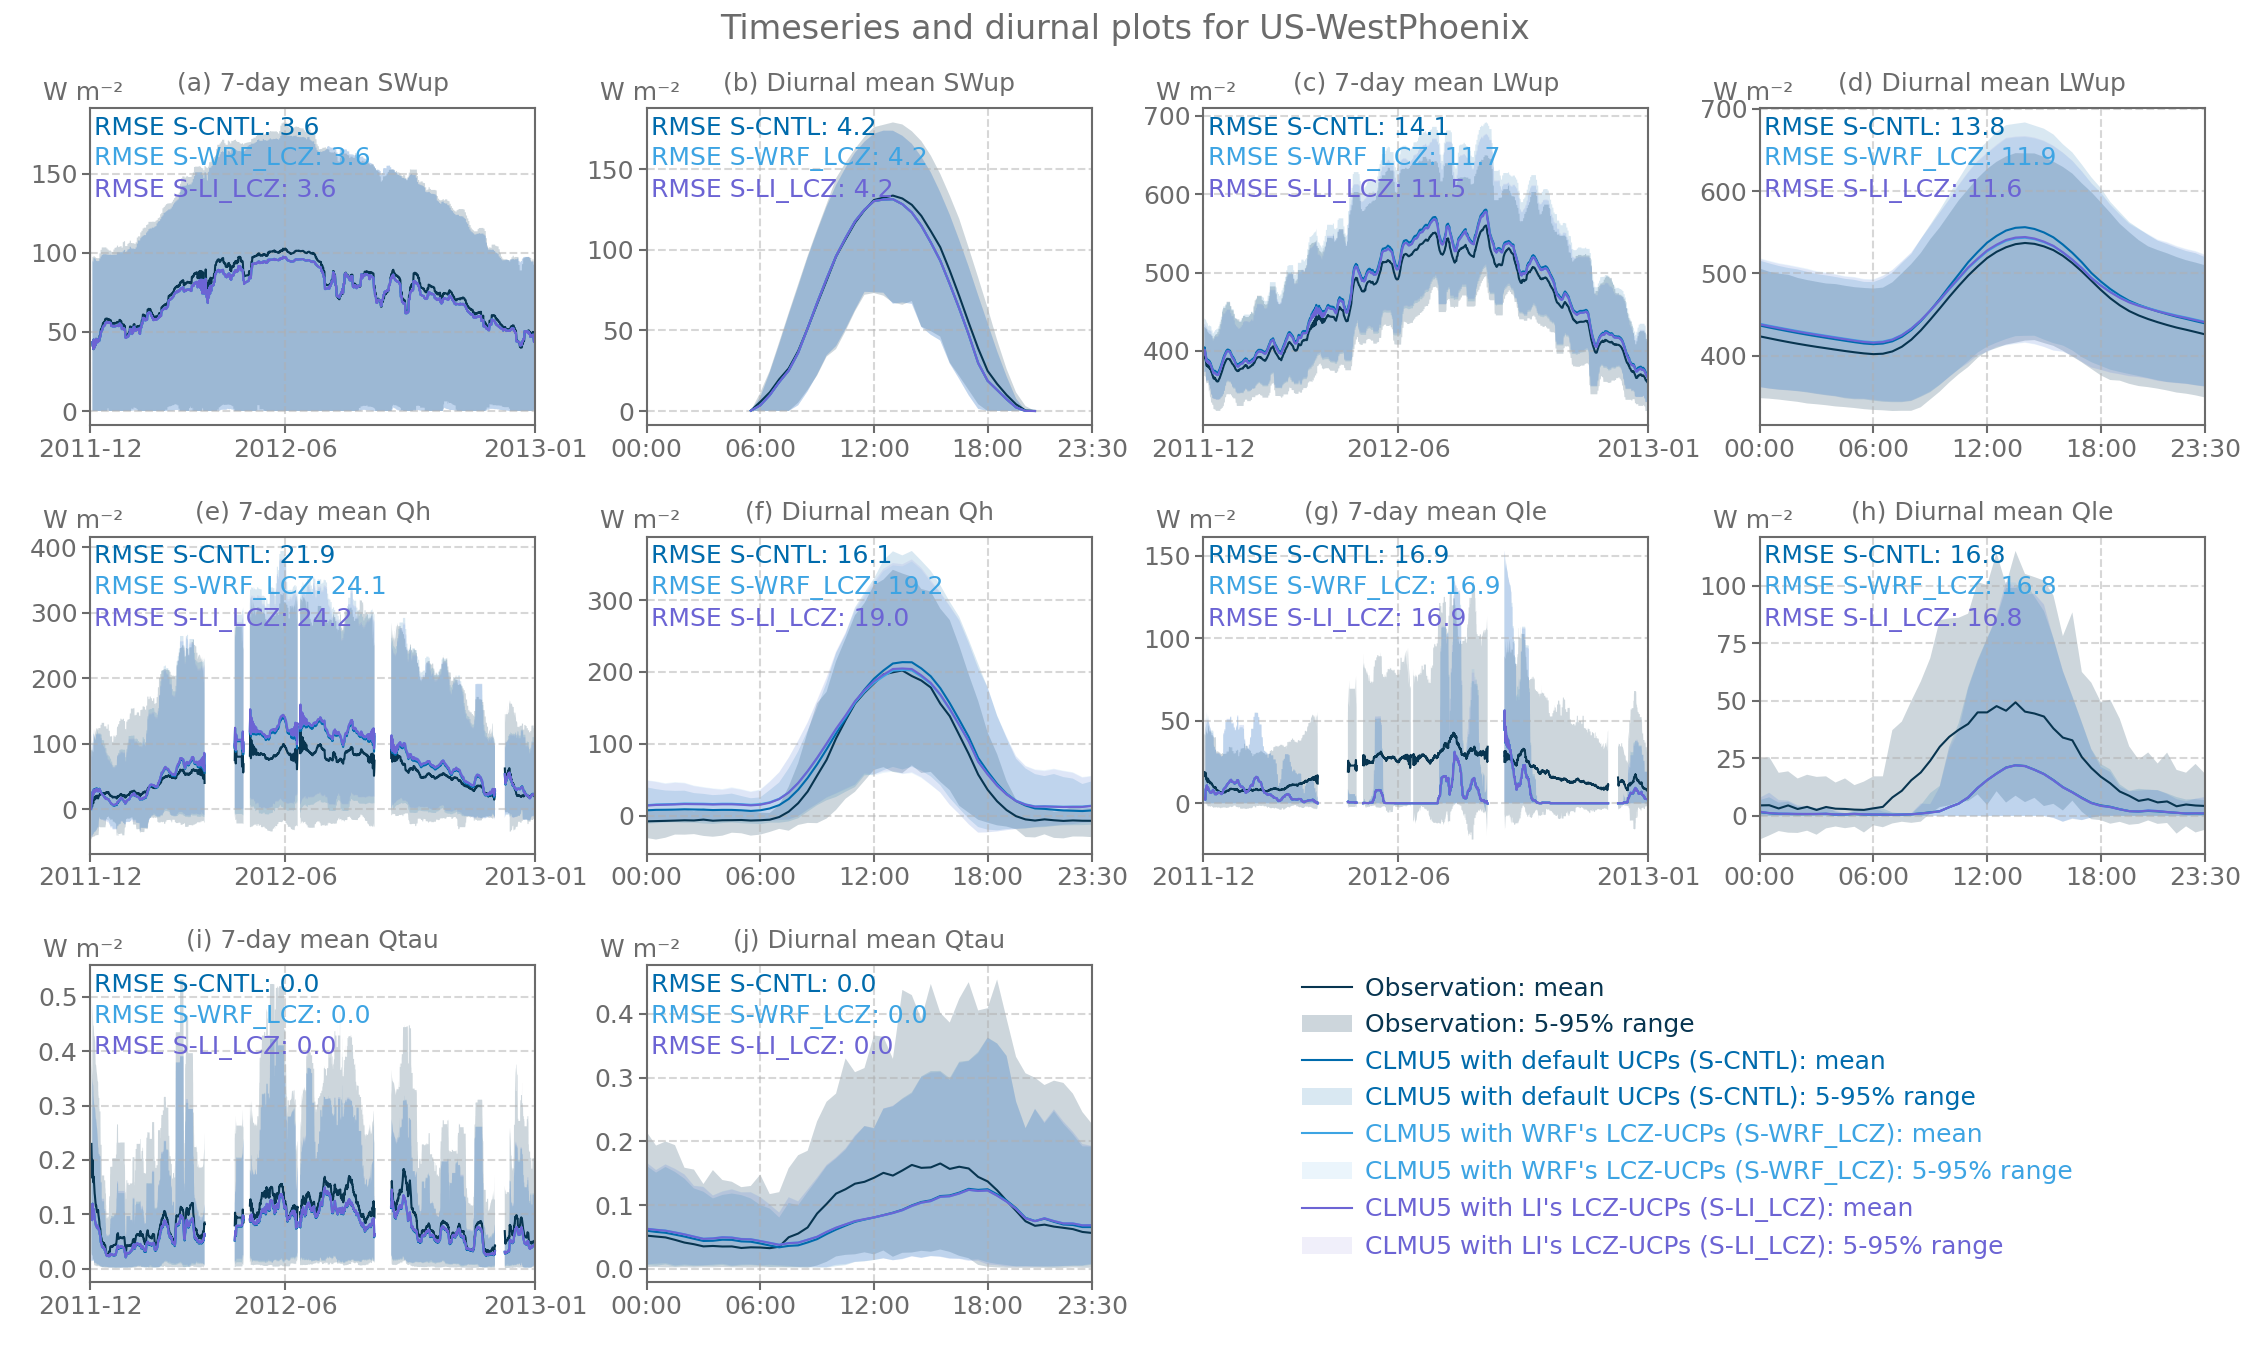 Timeseries and diurnal plots for US-WestPhoenix
W m⁻² (a) 7-day mean SWup
RMSE S-CNTL: 3.6
RMSE S-WRF_LCZ: 3.6
RMSE S-LI_LCZ: 3.6
150
100
50
0
2011-12 2012-06 2013-01
W m⁻² (b) Diurnal mean SWup
RMSE S-CNTL: 4.2
RMSE S-WRF_LCZ: 4.2
RMSE S-LI_LCZ: 4.2
150
100
50
0
00:00 06:00 12:00 18:00 23:30
W m⁻² (c) 7-day mean LWup
RMSE S-CNTL: 14.1
RMSE S-WRF_LCZ: 11.7
RMSE S-LI_LCZ: 11.5
700
600
500
400
2011-12 2012-06 2013-01
W m⁻² (d) Diurnal mean LWup
RMSE S-CNTL: 13.8
RMSE S-WRF_LCZ: 11.9
RMSE S-LI_LCZ: 11.6
700
600
500
400
00:00 06:00 12:00 18:00 23:30
W m⁻² (e) 7-day mean Qh
RMSE S-CNTL: 21.9
RMSE S-WRF_LCZ: 24.1
RMSE S-LI_LCZ: 24.2
400
300
200
100
0
2011-12 2012-06 2013-01
W m⁻² (f) Diurnal mean Qh
RMSE S-CNTL: 16.1
RMSE S-WRF_LCZ: 19.2
RMSE S-LI_LCZ: 19.0
300
200
100
0
00:00 06:00 12:00 18:00 23:30
W m⁻² (g) 7-day mean Qle
RMSE S-CNTL: 16.9
RMSE S-WRF_LCZ: 16.9
RMSE S-LI_LCZ: 16.9
150
100
50
0
2011-12 2012-06 2013-01
W m⁻² (h) Diurnal mean Qle
RMSE S-CNTL: 16.8
RMSE S-WRF_LCZ: 16.8
RMSE S-LI_LCZ: 16.8
100
75
50
25
0
00:00 06:00 12:00 18:00 23:30
W m⁻² (i) 7-day mean Qtau
RMSE S-CNTL: 0.0
RMSE S-WRF_LCZ: 0.0
RMSE S-LI_LCZ: 0.0
0.5
0.4
0.3
0.2
0.1
0.0
2011-12 2012-06 2013-01
W m⁻² (j) Diurnal mean Qtau
RMSE S-CNTL: 0.0
RMSE S-WRF_LCZ: 0.0
RMSE S-LI_LCZ: 0.0
0.4
0.3
0.2
0.1
0.0
00:00 06:00 12:00 18:00 23:30
Observation: mean
Observation: 5-95% range
CLMU5 with default UCPs (S-CNTL): mean
CLMU5 with default UCPs (S-CNTL): 5-95% range
CLMU5 with WRF's LCZ-UCPs (S-WRF_LCZ): mean
CLMU5 with WRF's LCZ-UCPs (S-WRF_LCZ): 5-95% range
CLMU5 with LI's LCZ-UCPs (S-LI_LCZ): mean
CLMU5 with LI's LCZ-UCPs (S-LI_LCZ): 5-95% range